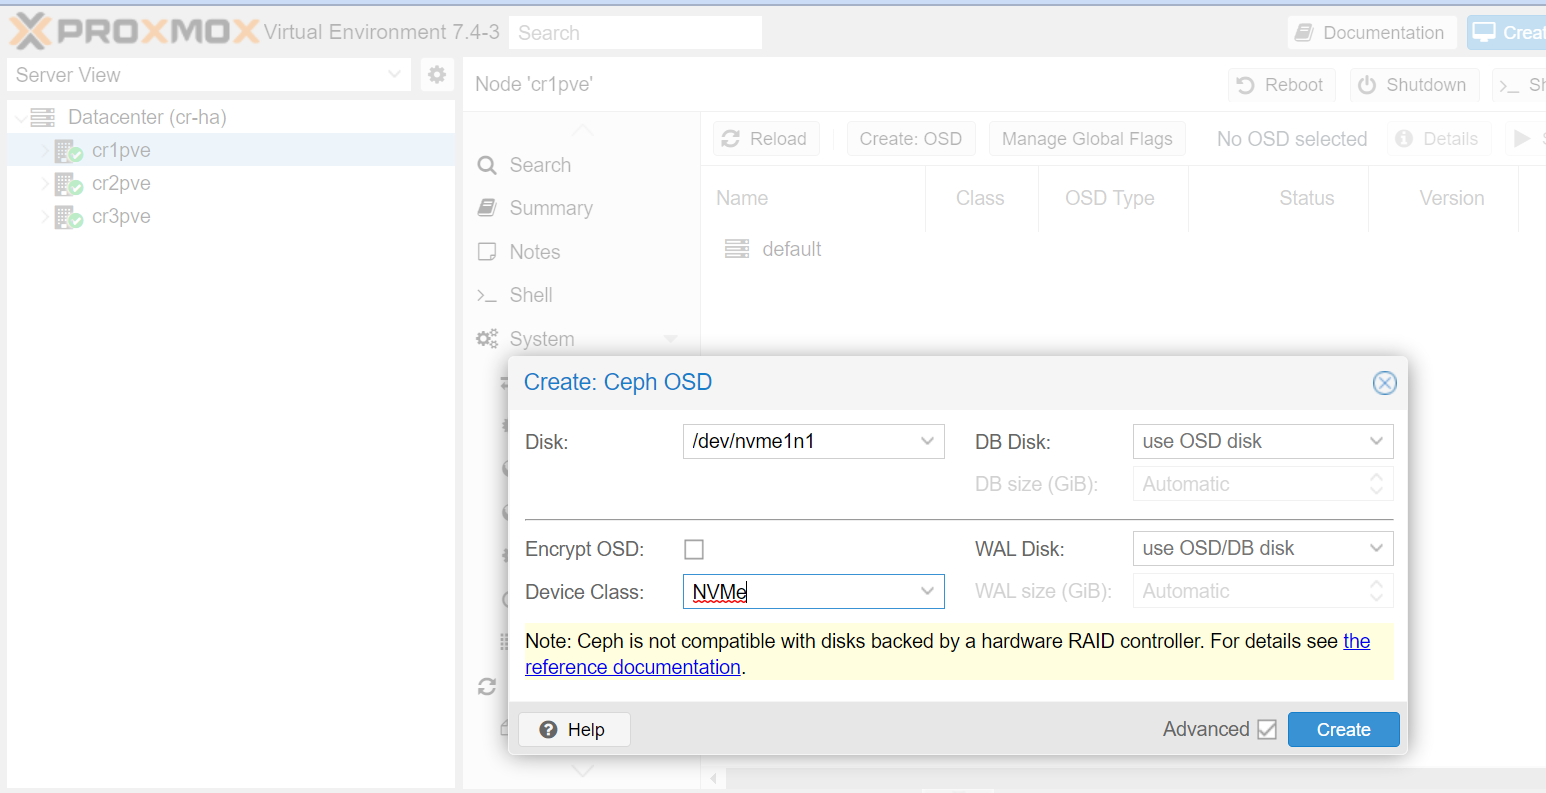 PROXMOX Virtual Environment 7.4-3 Search Documentation
Server View
Node 'cr1pve' Reboot Shutdown
Datacenter (cr-ha)
cr1pve
cr2pve
cr3pve
Search
Summary
Notes
Shell
System
Reload Create: OSD Manage Global Flags No OSD selected Details
Name Class OSD Type Status Version
default
Create: Ceph OSD
Disk: /dev/nvme1n1 DB Disk: use OSD disk
DB size (GiB): Automatic
Encrypt OSD: WAL Disk: use OSD/DB disk
Device Class: NVMe WAL size (GiB): Automatic
Note: Ceph is not compatible with disks backed by a hardware RAID controller. For details see the
reference documentation.
Help Advanced Create